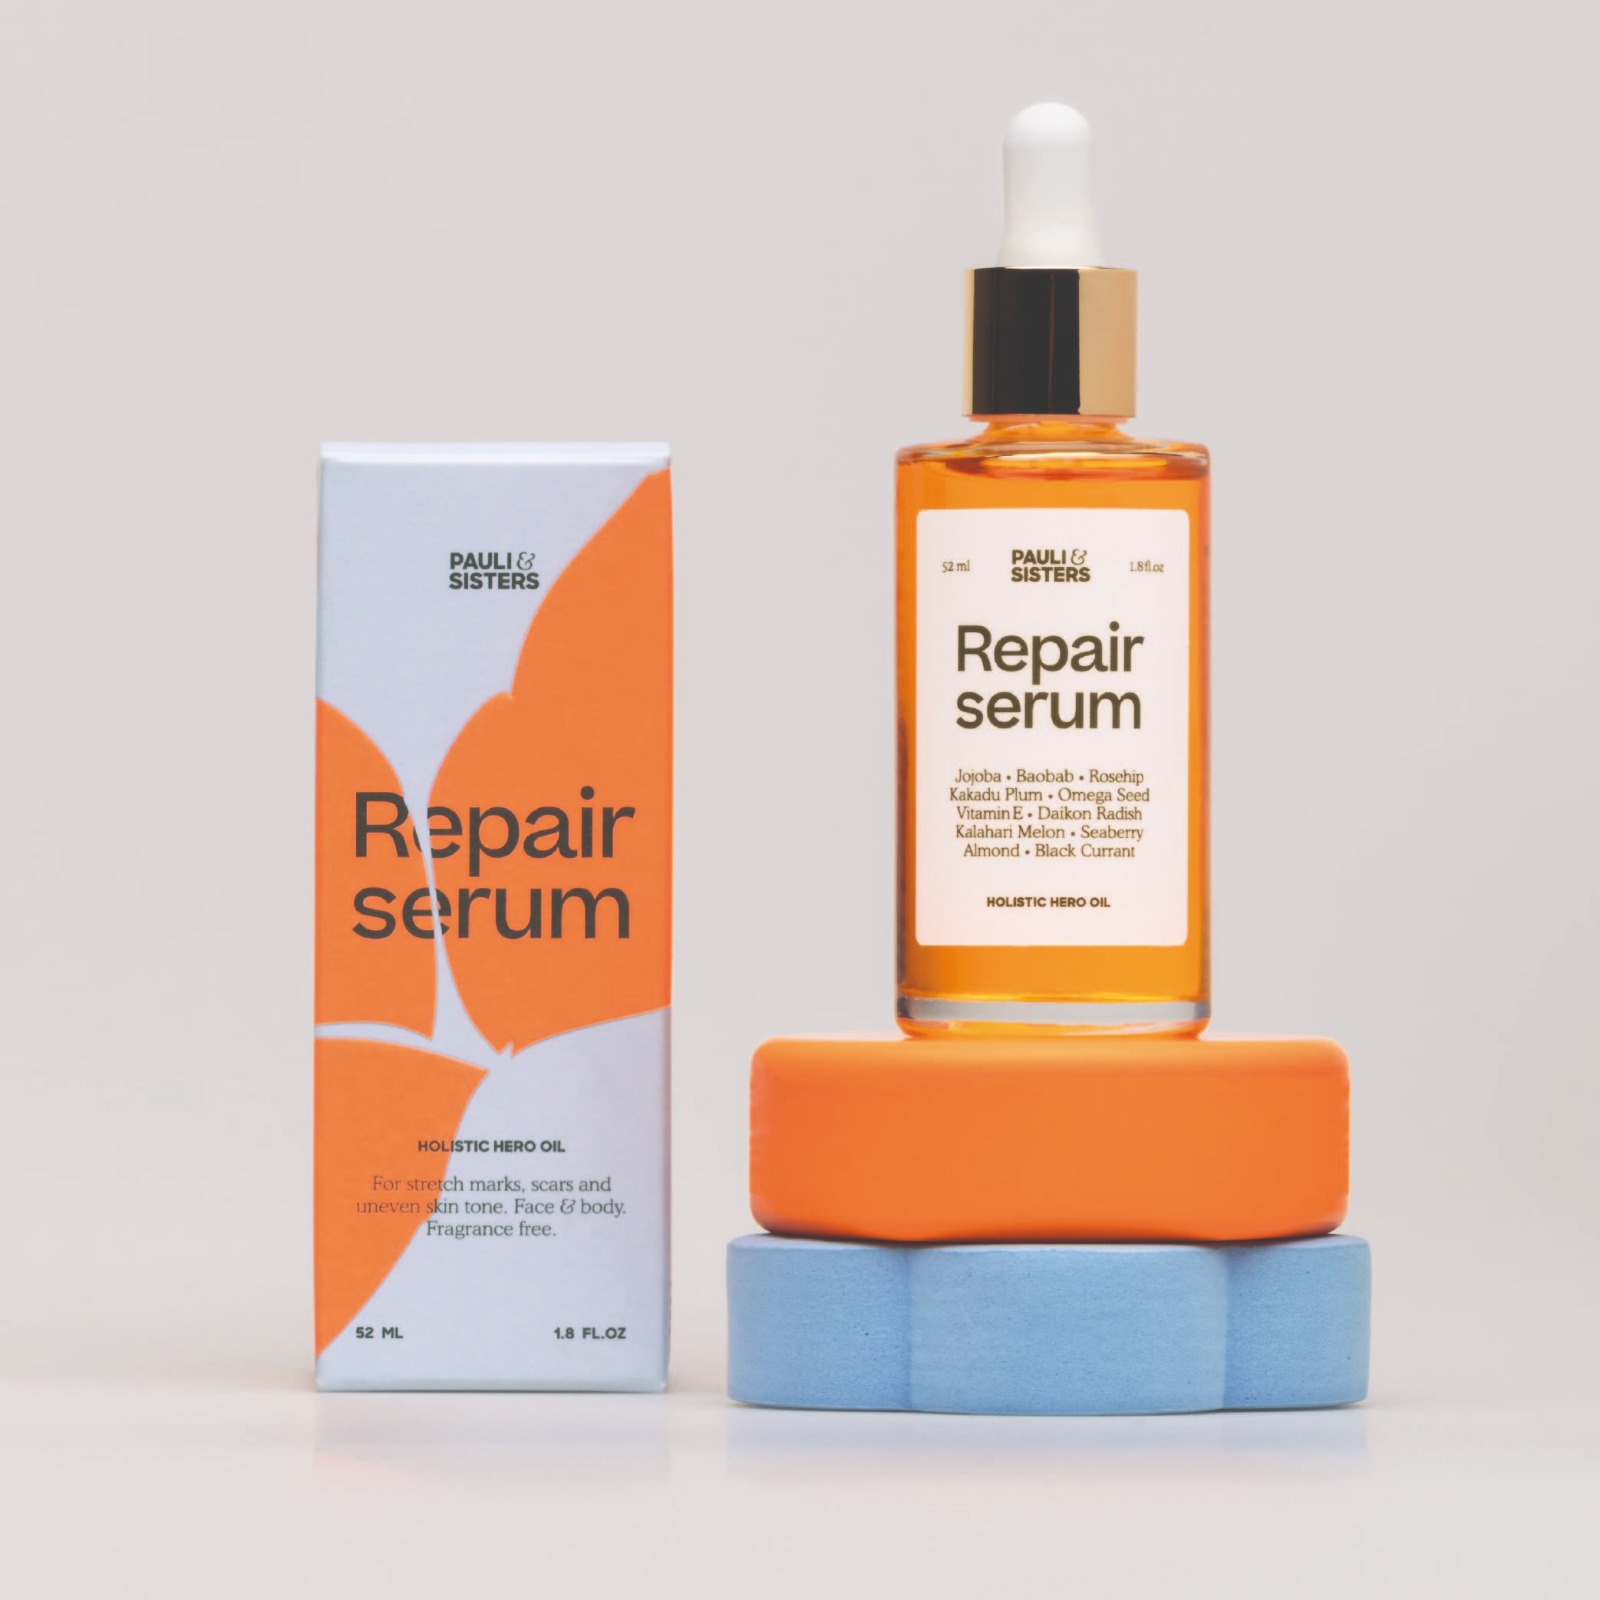 PAULI &
SISTERS
Repair
serum
HOLISTIC HERO OIL
For stretch marks, scars and
uneven skin tone. Face & body.
Fragrance free.
52 ML 1.8 FL.OZ
52 ml PAULI & 1.8 fl.oz
SISTERS
Repair
serum
Jojoba • Baobab • Rosehip
Kakadu Plum • Omega Seed
Vitamin E • Daikon Radish
Kalahari Melon • Seaberry
Almond • Black Currant
HOLISTIC HERO OIL